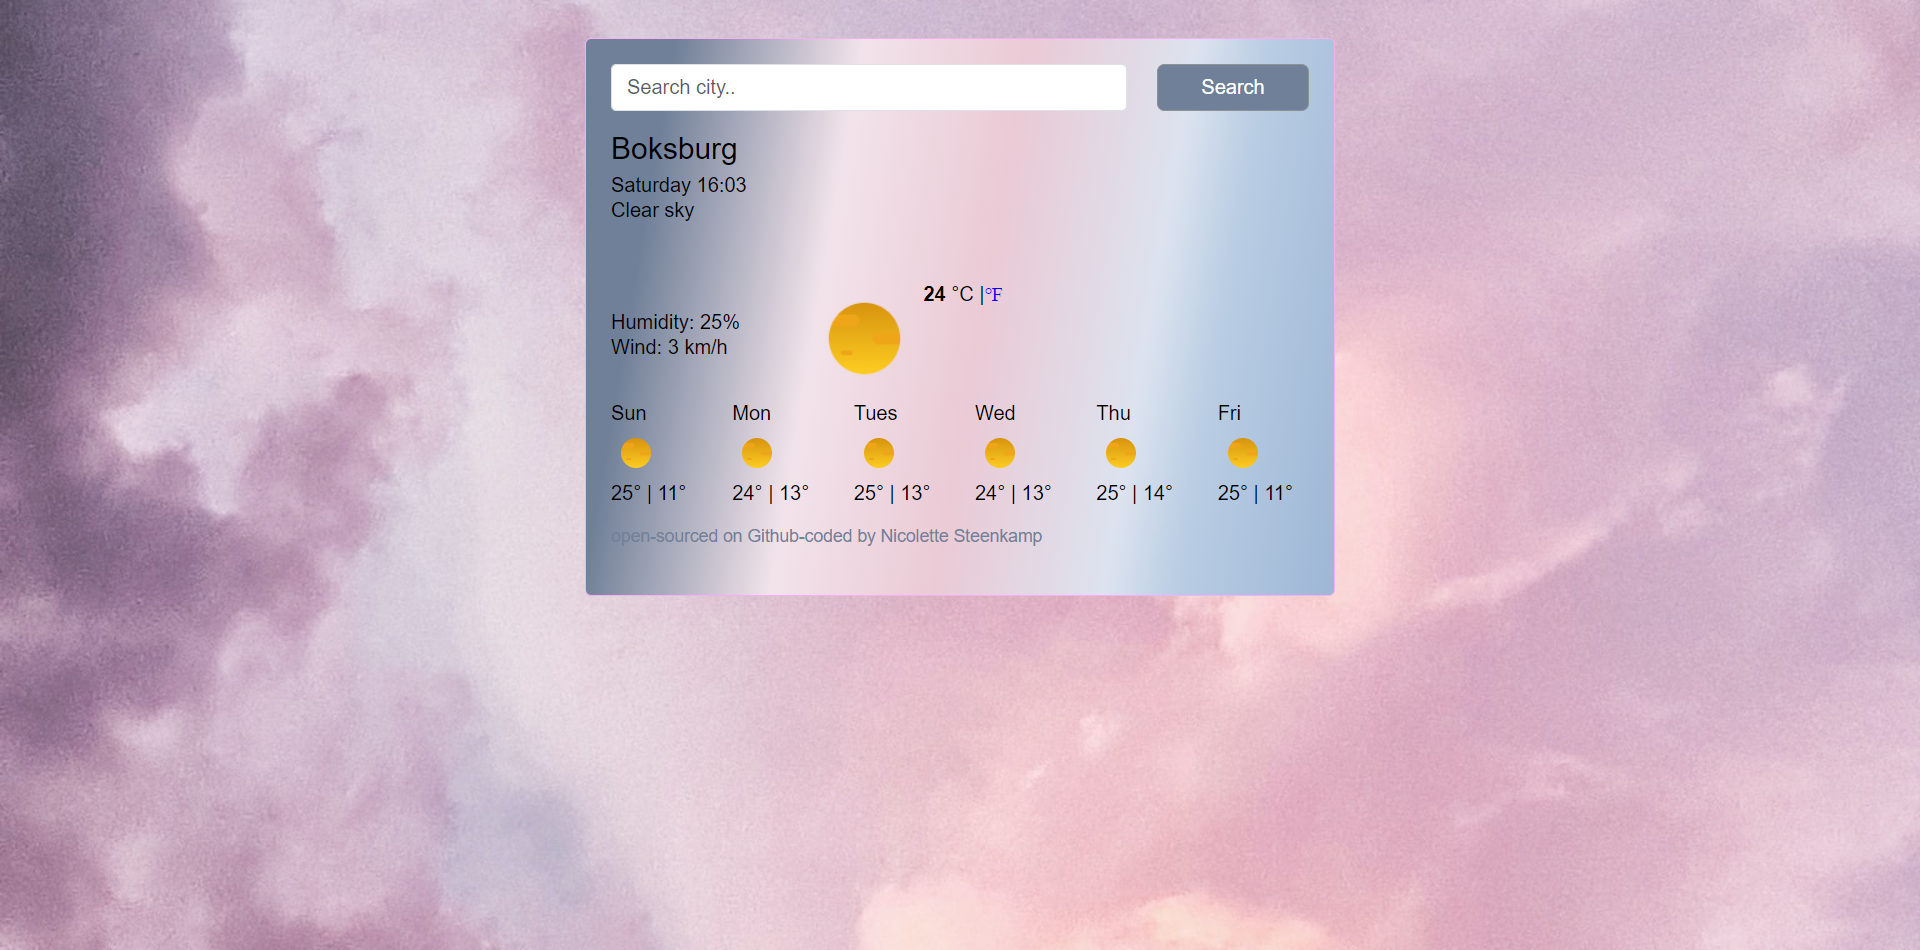 Search city..
Search
Boksburg
Saturday 16:03
Clear sky
24 °C |°F
Humidity: 25%
Wind: 3 km/h
Sun Mon Tues Wed Thu Fri
25° | 11° 24° | 13° 25° | 13° 24° | 13° 25° | 14° 25° | 11°
open-sourced on Github-coded by Nicolette Steenkamp